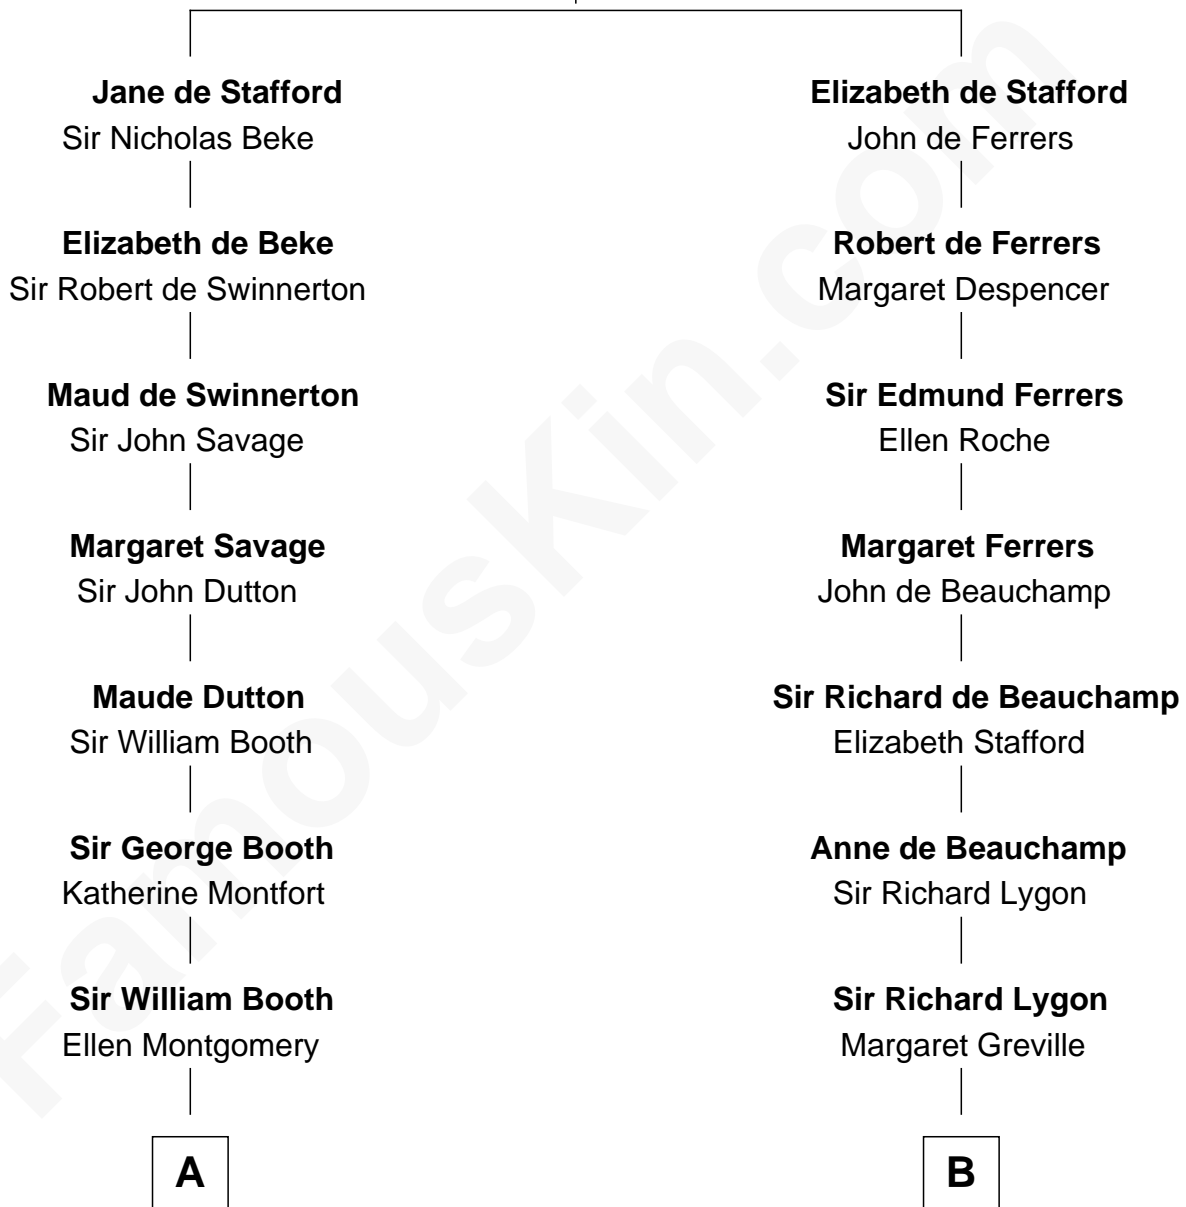 Jane de Stafford
Sir Nicholas Beke
Elizabeth de Beke
Sir Robert de Swinnerton
Maud de Swinnerton
Sir John Savage
Margaret Savage
Sir John Dutton
Maude Dutton
Sir William Booth
Sir George Booth
Katherine Montfort
Sir William Booth
Ellen Montgomery
A
Elizabeth de Stafford
John de Ferrers
Robert de Ferrers
Margaret Despencer
Sir Edmund Ferrers
Ellen Roche
Margaret Ferrers
John de Beauchamp
Sir Richard de Beauchamp
Elizabeth Stafford
Anne de Beauchamp
Sir Richard Lygon
Sir Richard Lygon
Margaret Greville
B
FamousKin.com